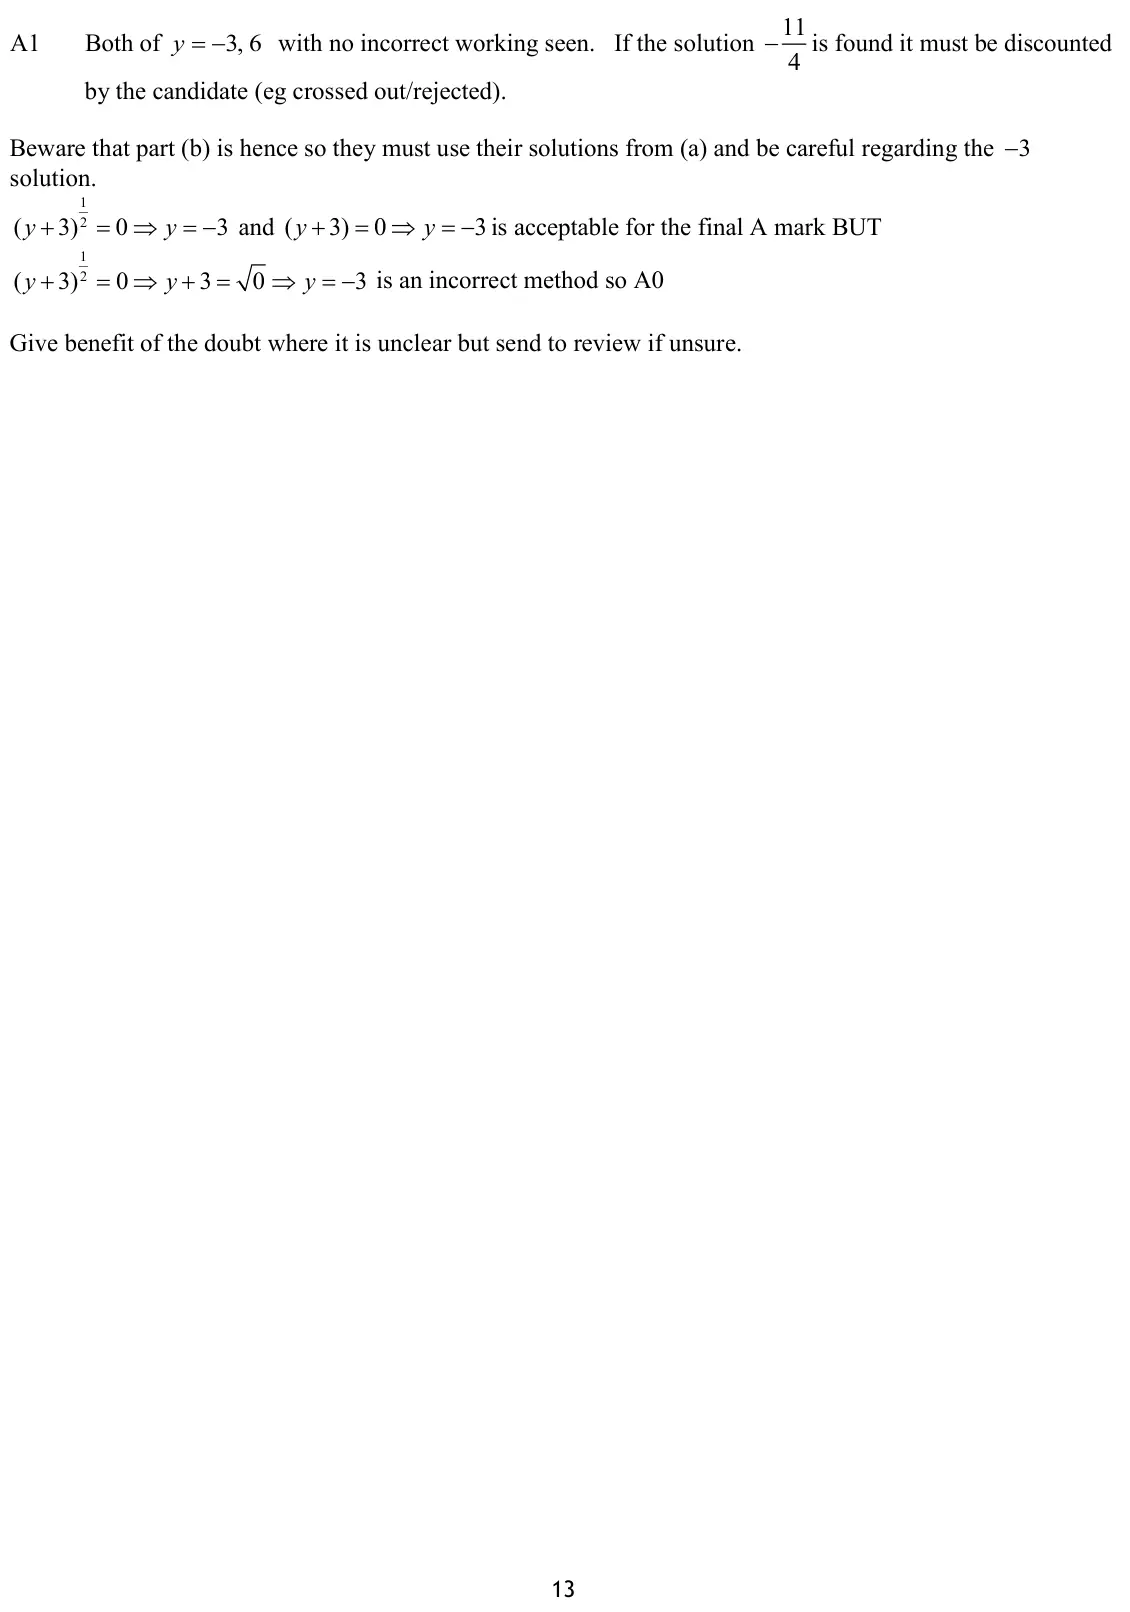 A1 Both of y = −3, 6 with no incorrect working seen. If the solution −11/4 is found it must be discounted
by the candidate (eg crossed out/rejected).
Beware that part (b) is hence so they must use their solutions from (a) and be careful regarding the −3
solution.
(y + 3)^(1/2) = 0 ⇒ y = −3 and (y + 3) = 0 ⇒ y = −3 is acceptable for the final A mark BUT
(y + 3)^(1/2) = 0 ⇒ y + 3 = √0 ⇒ y = −3 is an incorrect method so A0
Give benefit of the doubt where it is unclear but send to review if unsure.
13